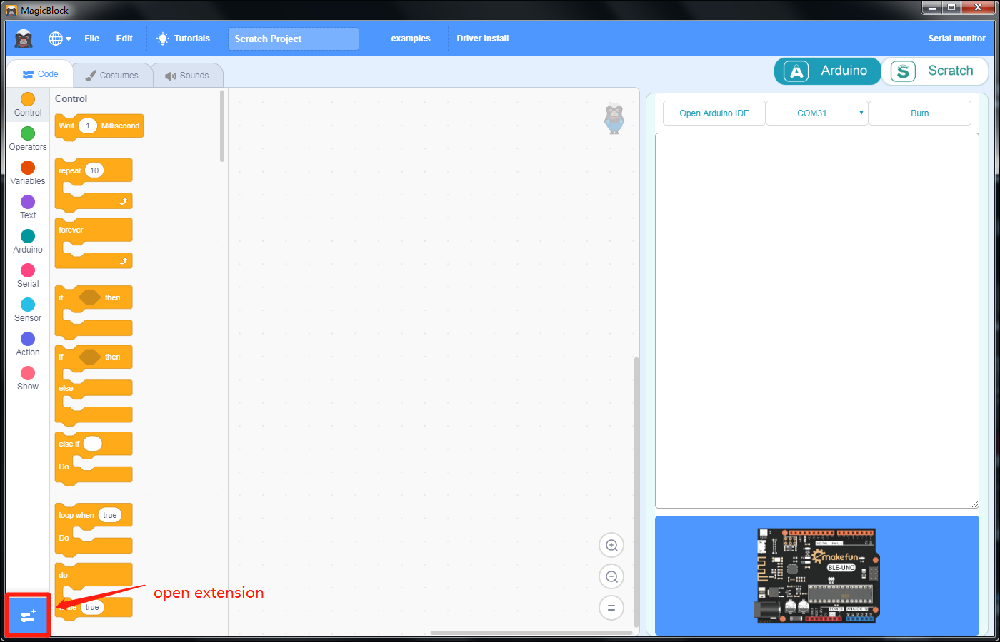 MagicBlock
File Edit Tutorials Scratch Project examples Driver install Serial monitor
Code Costumes Sounds
A Arduino S Scratch
Control
Operators
Variables
Text
Arduino
Serial
Sensor
Action
Show
Control
Wait 1 Millisecond
repeat 10
forever
if then
if then
else
else if
Do
loop when true
Do
do
true
open extension
Open Arduino IDE COM31 Burn
emakefun
BLE-UNO